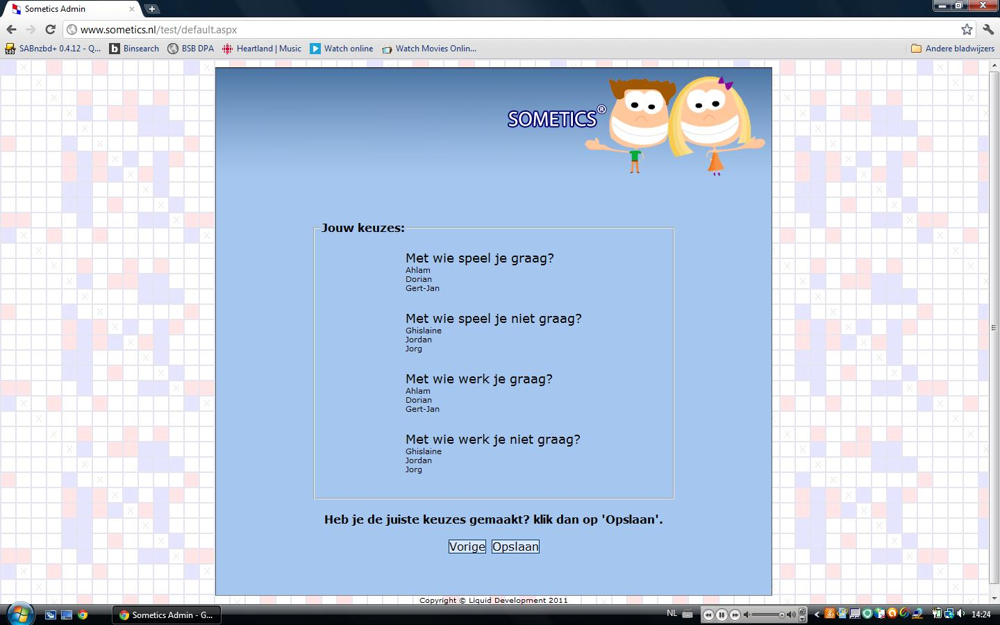 Sometics Admin
www.sometics.nl/test/default.aspx
SABnzbd+ 0.4.12 - Q...
Binsearch
BSB DPA
Heartland | Music
Watch online
Watch Movies Onlin...
Andere bladwijzers
SOMETICS®
Jouw keuzes:
Met wie speel je graag?
Ahlam
Dorian
Gert-Jan
Met wie speel je niet graag?
Ghislaine
Jordan
Jorg
Met wie werk je graag?
Ahlam
Dorian
Gert-Jan
Met wie werk je niet graag?
Ghislaine
Jordan
Jorg
Heb je de juiste keuzes gemaakt? klik dan op 'Opslaan'.
Vorige Opslaan
Copyright © Liquid Development 2011
Sometics Admin - G...
NL
14:24